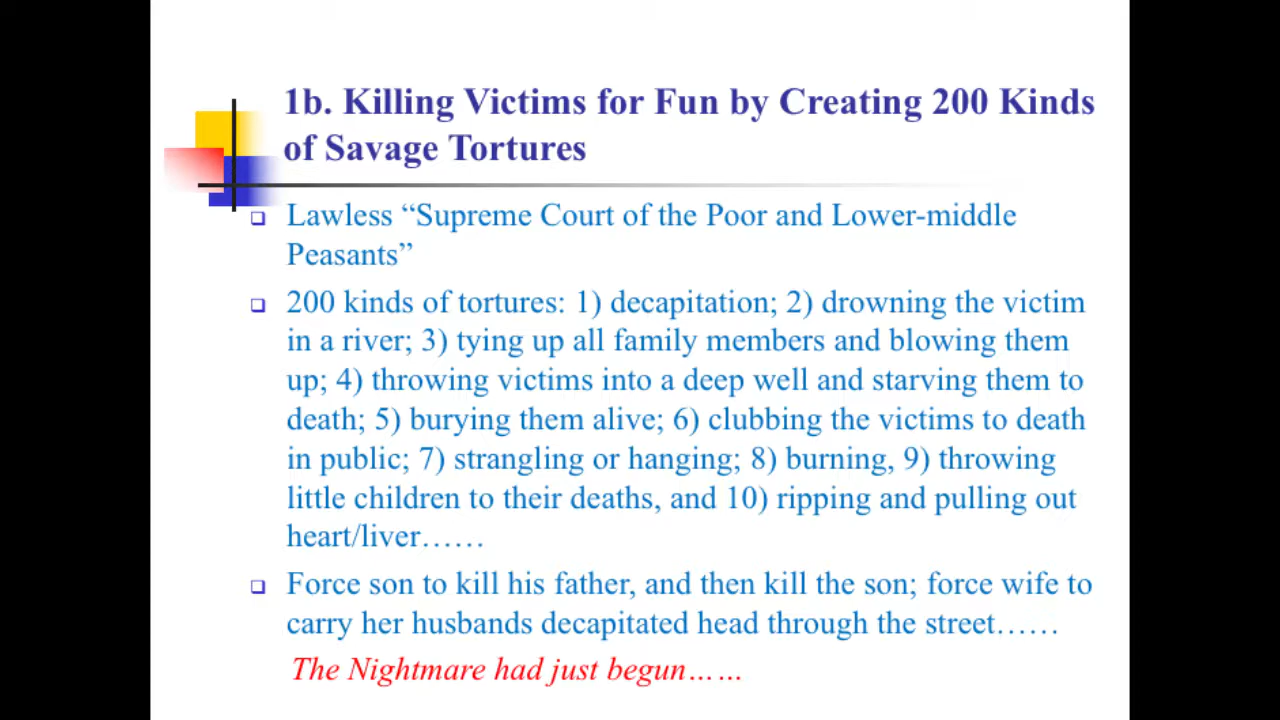 1b. Killing Victims for Fun by Creating 200 Kinds
of Savage Tortures
Lawless “Supreme Court of the Poor and Lower-middle
Peasants”
200 kinds of tortures: 1) decapitation; 2) drowning the victim
in a river; 3) tying up all family members and blowing them
up; 4) throwing victims into a deep well and starving them to
death; 5) burying them alive; 6) clubbing the victims to death
in public; 7) strangling or hanging; 8) burning, 9) throwing
little children to their deaths, and 10) ripping and pulling out
heart/liver……
Force son to kill his father, and then kill the son; force wife to
carry her husbands decapitated head through the street……
The Nightmare had just begun……